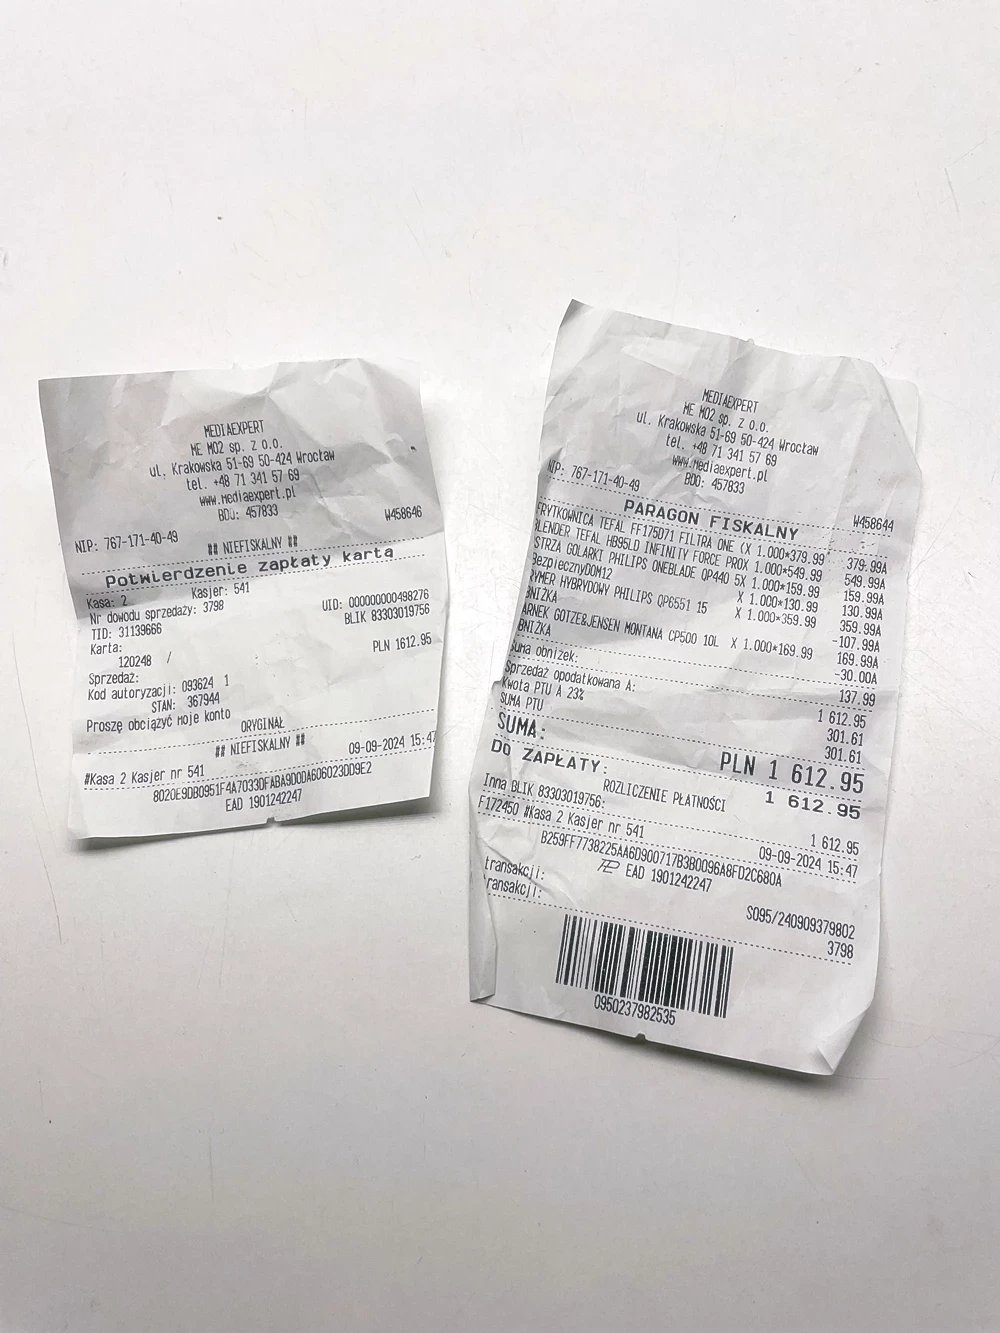 MEDIAEXPERT
ME M02 sp. Z o.o.
ul. Krakowska 51-69 50-424 Wrocław
tel. +48 71 341 57 69
www.mediaexpert.pl
BDO: 457833
NIP: 767-171-40-49 W458646
## NIEFISKALNY ##
Potwierdzenie zapłaty kartą
Kasa: 2 Kasjer: 541
Nr dowodu sprzedaży: 3798 UID: 000000000498276
TID: 31139666 BLIK 83303019756
Karta:
120248 / PLN 1612.95
Sprzedaż:
Kod autoryzacji: 093624 1
STAN: 367944
Proszę obciążyć moje konto
ORYGINAŁ
## NIEFISKALNY ##
#Kasa 2 Kasjer nr 541 09-09-2024 15:47
8020E9DB0951F4A7033DFABA9D0DA606023DD9E2
EAD 1901242247
MEDIAEXPERT
ME M02 sp. Z o.o.
ul. Krakowska 51-69 50-424 Wrocław
tel. +48 71 341 57 69
www.mediaexpert.pl
BDO: 457833
NIP: 767-171-40-49 W458644
PARAGON FISKALNY
FRYTKOWNICA TEFAL FF175D71 FILTRA ONE (X 1.000*379.99 379.99A
BLENDER TEFAL HB95LD INFINITY FORCE PROX 1.000*549.99 549.99A
STRZA GOLARKT PHILIPS ONEBLADE QP440 5X 1.000*159.99 159.99A
BezpiecznyDOM12 X 1.000*130.99 130.99A
RYMER HYBRYDOWY PHILIPS QP6551 15 X 1.000*359.99 359.99A
BNIŻKA -107.99A
ARNEK GOTZE&JENSEN MONTANA CP500 10L X 1.000*169.99 169.99A
BNIŻKA -30.00A
Suma obniżek: 137.99
Sprzedaż opodatkowana A: 1 612.95
Kwota PTU A 23% 301.61
SUMA PTU 301.61
SUMA: PLN 1 612.95
DO ZAPŁATY: 1 612.95
ROZLICZENIE PŁATNOŚCI
Inna BLIK 83303019756: 1 612.95
F172450 #Kasa 2 Kasjer nr 541 09-09-2024 15:47
B259FF7738225AA6D900717B3B0096A8FD2C680A
EAD 1901242247
transakcji: S095/240909379802
ransakcji: 3798
0950237982535